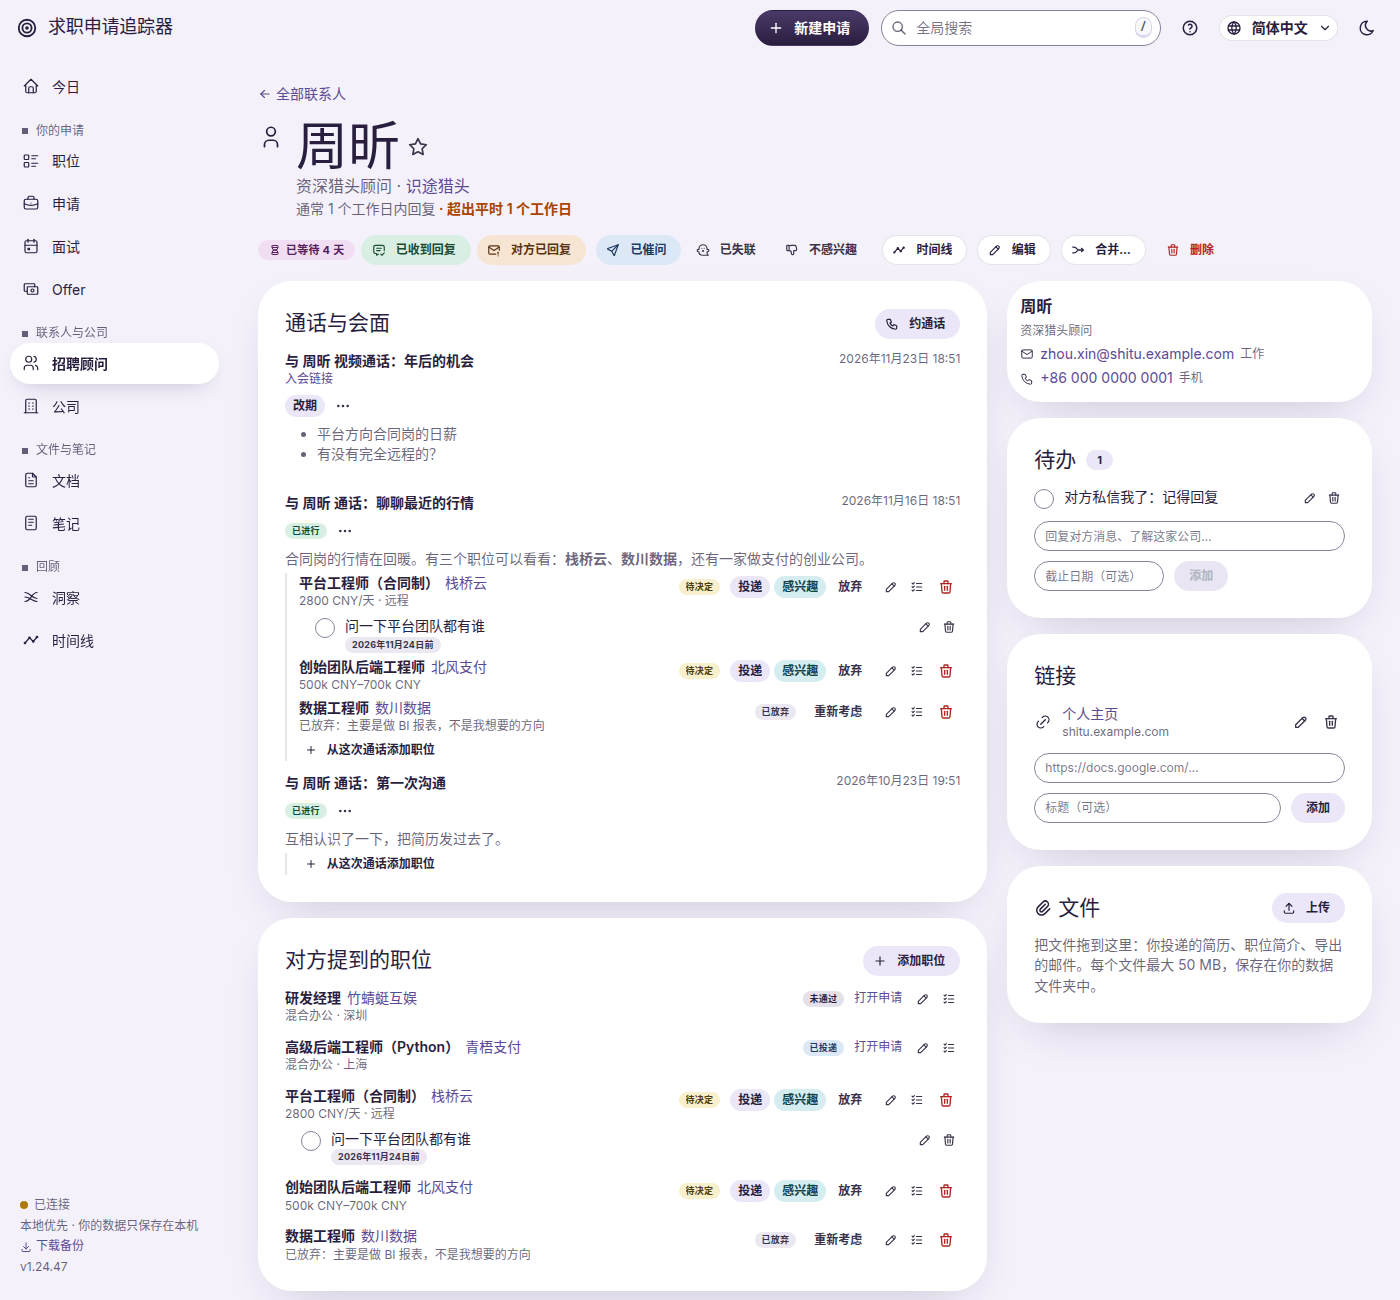 求职申请追踪器
新建申请
全局搜索
/
简体中文
今日
你的申请
职位
申请
面试
Offer
联系人与公司
招聘顾问
公司
文件与笔记
文档
笔记
回顾
洞察
时间线
已连接
本地优先 · 你的数据只保存在本机
下载备份
v1.24.47
← 全部联系人
周昕
资深猎头顾问 · 识途猎头
通常 1 个工作日内回复 · 超出平时 1 个工作日
已等待 4 天
已收到回复
对方已回复
已催问
已失联
不感兴趣
时间线
编辑
合并…
删除
通话与会面
约通话
与 周昕 视频通话：年后的机会
2026年11月23日 18:51
入会链接
改期
平台方向合同岗的日薪
有没有完全远程的？
与 周昕 通话：聊聊最近的行情
2026年11月16日 18:51
已进行
合同岗的行情在回暖。有三个职位可以看看：栈桥云、数川数据，还有一家做支付的创业公司。
平台工程师（合同制） 栈桥云
待决定 投递 感兴趣 放弃
2800 CNY/天 · 远程
问一下平台团队都有谁
2026年11月24日前
创始团队后端工程师 北风支付
待决定 投递 感兴趣 放弃
500k CNY–700k CNY
数据工程师 数川数据
已放弃 重新考虑
已放弃：主要是做 BI 报表，不是我想要的方向
从这次通话添加职位
与 周昕 通话：第一次沟通
2026年10月23日 19:51
已进行
互相认识了一下，把简历发过去了。
从这次通话添加职位
对方提到的职位
添加职位
研发经理 竹蜻蜓互娱
未通过 打开申请
混合办公 · 深圳
高级后端工程师（Python） 青梧支付
已投递 打开申请
混合办公 · 上海
平台工程师（合同制） 栈桥云
待决定 投递 感兴趣 放弃
2800 CNY/天 · 远程
问一下平台团队都有谁
2026年11月24日前
创始团队后端工程师 北风支付
待决定 投递 感兴趣 放弃
500k CNY–700k CNY
数据工程师 数川数据
已放弃 重新考虑
已放弃：主要是做 BI 报表，不是我想要的方向
周昕
资深猎头顾问
zhou.xin@shitu.example.com 工作
+86 000 0000 0001 手机
待办 1
对方私信我了：记得回复
回复对方消息、了解这家公司…
截止日期（可选）
添加
链接
个人主页
shitu.example.com
https://docs.google.com/…
标题（可选）
添加
文件
上传
把文件拖到这里：你投递的简历、职位简介、导出
的邮件。每个文件最大 50 MB，保存在你的数据
文件夹中。